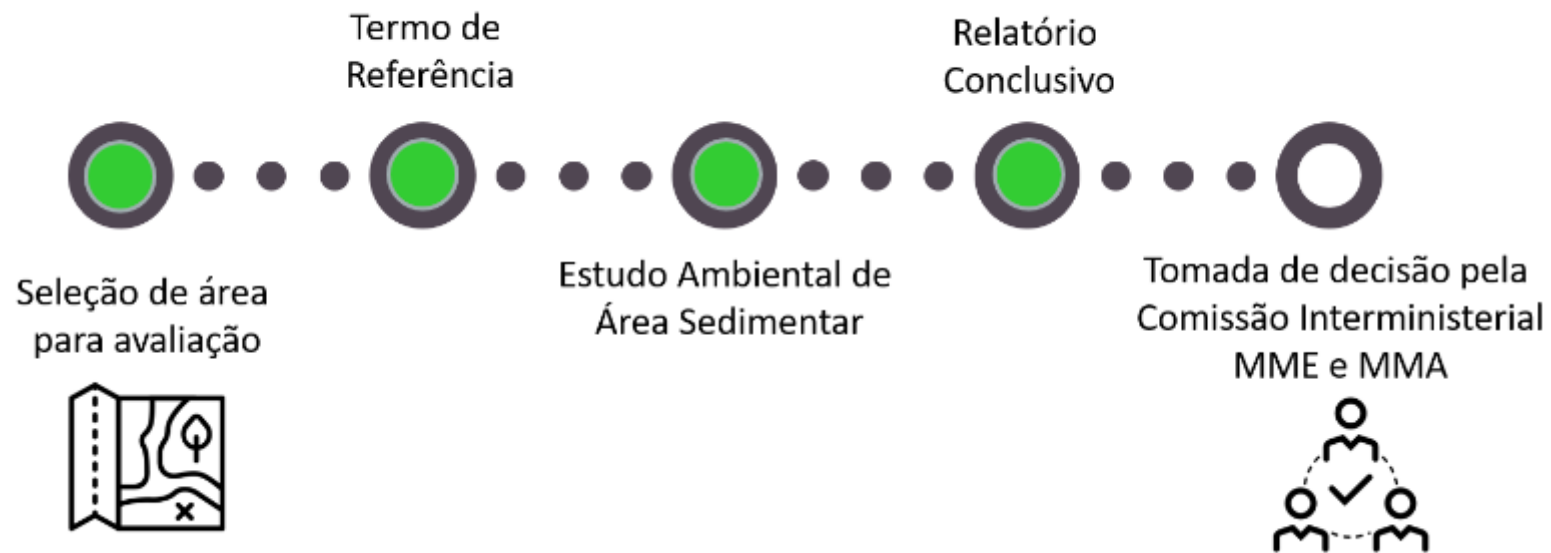 Termo de
Referência
Relatório
Conclusivo
Seleção de área
para avaliação
Estudo Ambiental de
Área Sedimentar
Tomada de decisão pela
Comissão Interministerial
MME e MMA